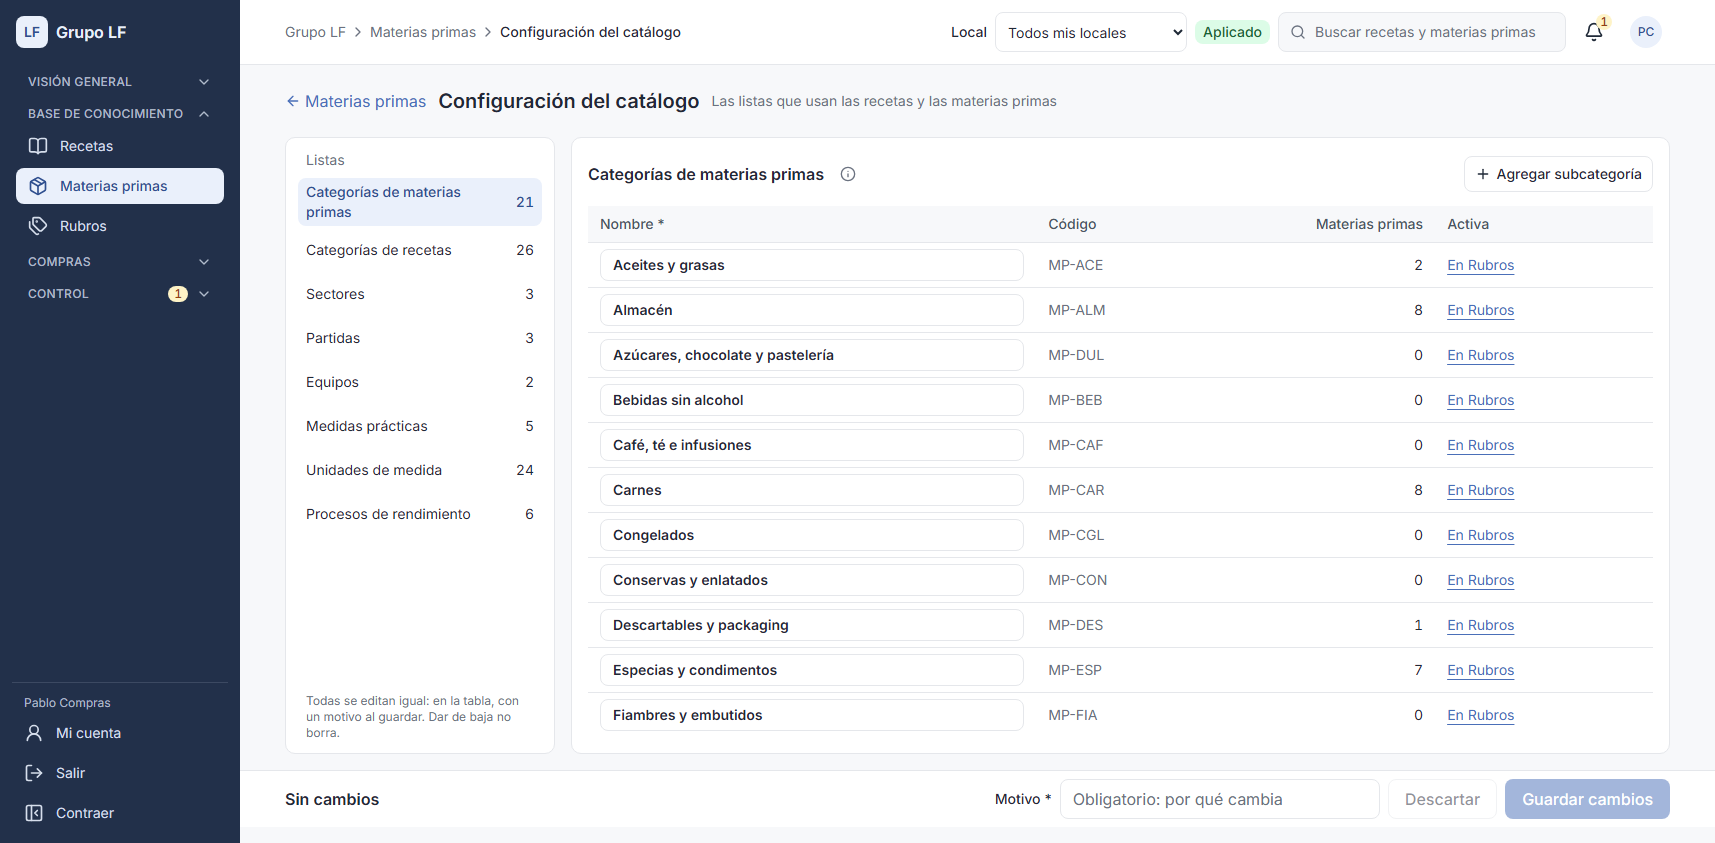 LF Grupo LF
VISIÓN GENERAL
BASE DE CONOCIMIENTO
Recetas
Materias primas
Rubros
COMPRAS
CONTROL 1
Pablo Compras
Mi cuenta
Salir
Contraer
Grupo LF > Materias primas > Configuración del catálogo
Local Todos mis locales Aplicado Buscar recetas y materias primas 1 PC
← Materias primas Configuración del catálogo Las listas que usan las recetas y las materias primas
Listas
Categorías de materias
primas 21
Categorías de recetas 26
Sectores 3
Partidas 3
Equipos 2
Medidas prácticas 5
Unidades de medida 24
Procesos de rendimiento 6
Todas se editan igual: en la tabla, con
un motivo al guardar. Dar de baja no
borra.
Categorías de materias primas + Agregar subcategoría
Nombre * Código Materias primas Activa
Aceites y grasas MP-ACE 2 En Rubros
Almacén MP-ALM 8 En Rubros
Azúcares, chocolate y pastelería MP-DUL 0 En Rubros
Bebidas sin alcohol MP-BEB 0 En Rubros
Café, té e infusiones MP-CAF 0 En Rubros
Carnes MP-CAR 8 En Rubros
Congelados MP-CGL 0 En Rubros
Conservas y enlatados MP-CON 0 En Rubros
Descartables y packaging MP-DES 1 En Rubros
Especias y condimentos MP-ESP 7 En Rubros
Fiambres y embutidos MP-FIA 0 En Rubros
Sin cambios Motivo * Obligatorio: por qué cambia Descartar Guardar cambios